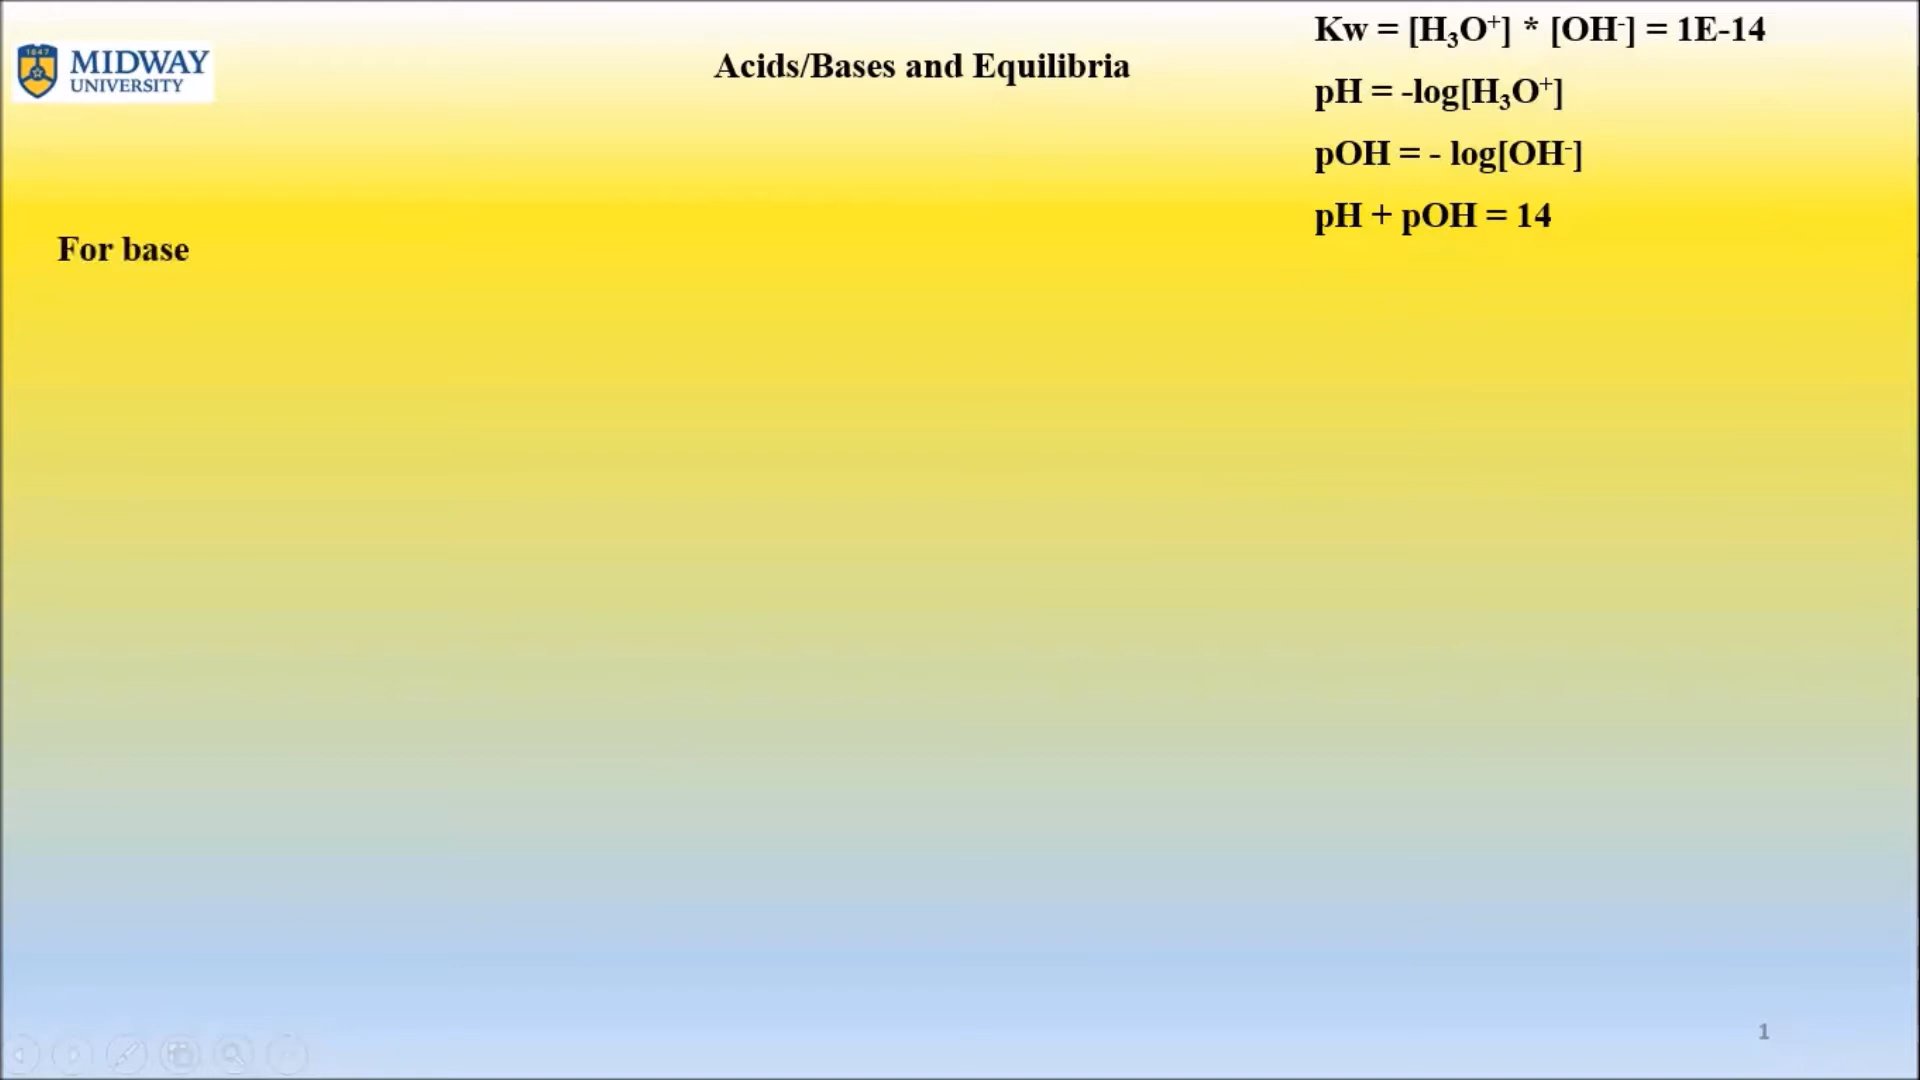 1847
MIDWAY
UNIVERSITY
Acids/Bases and Equilibria
Kw = [H₃O⁺] * [OH⁻] = 1E-14
pH = -log[H₃O⁺]
pOH = - log[OH⁻]
pH + pOH = 14
For base
1